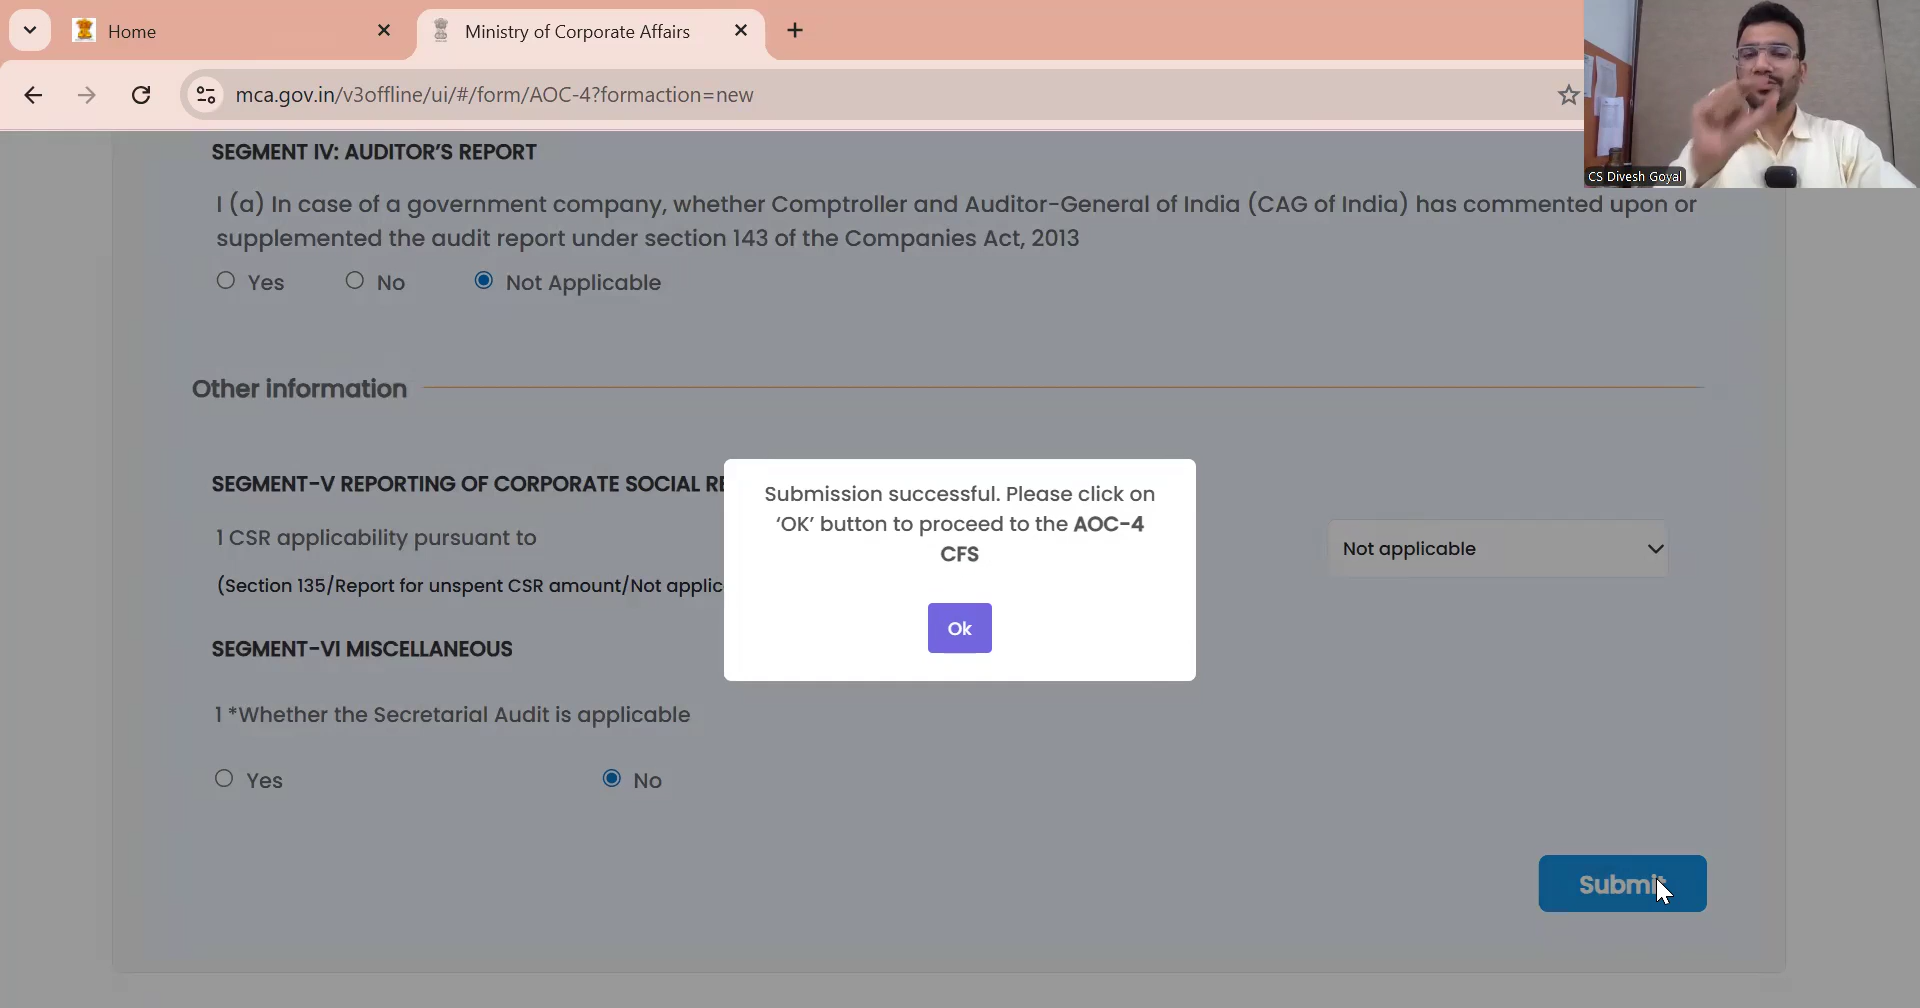 Home
Ministry of Corporate Affairs
mca.gov.in/v3offline/ui/#/form/AOC-4?formaction=new
CS Divesh Goyal
SEGMENT IV: AUDITOR’S REPORT
I (a) In case of a government company, whether Comptroller and Auditor-General of India (CAG of India) has commented upon or
supplemented the audit report under section 143 of the Companies Act, 2013
Yes No Not Applicable
Other information
SEGMENT-V REPORTING OF CORPORATE SOCIAL RE
1 CSR applicability pursuant to
(Section 135/Report for unspent CSR amount/Not applic
Not applicable
Submission successful. Please click on
‘OK’ button to proceed to the AOC-4
CFS
Ok
SEGMENT-VI MISCELLANEOUS
1 *Whether the Secretarial Audit is applicable
Yes No
Submit